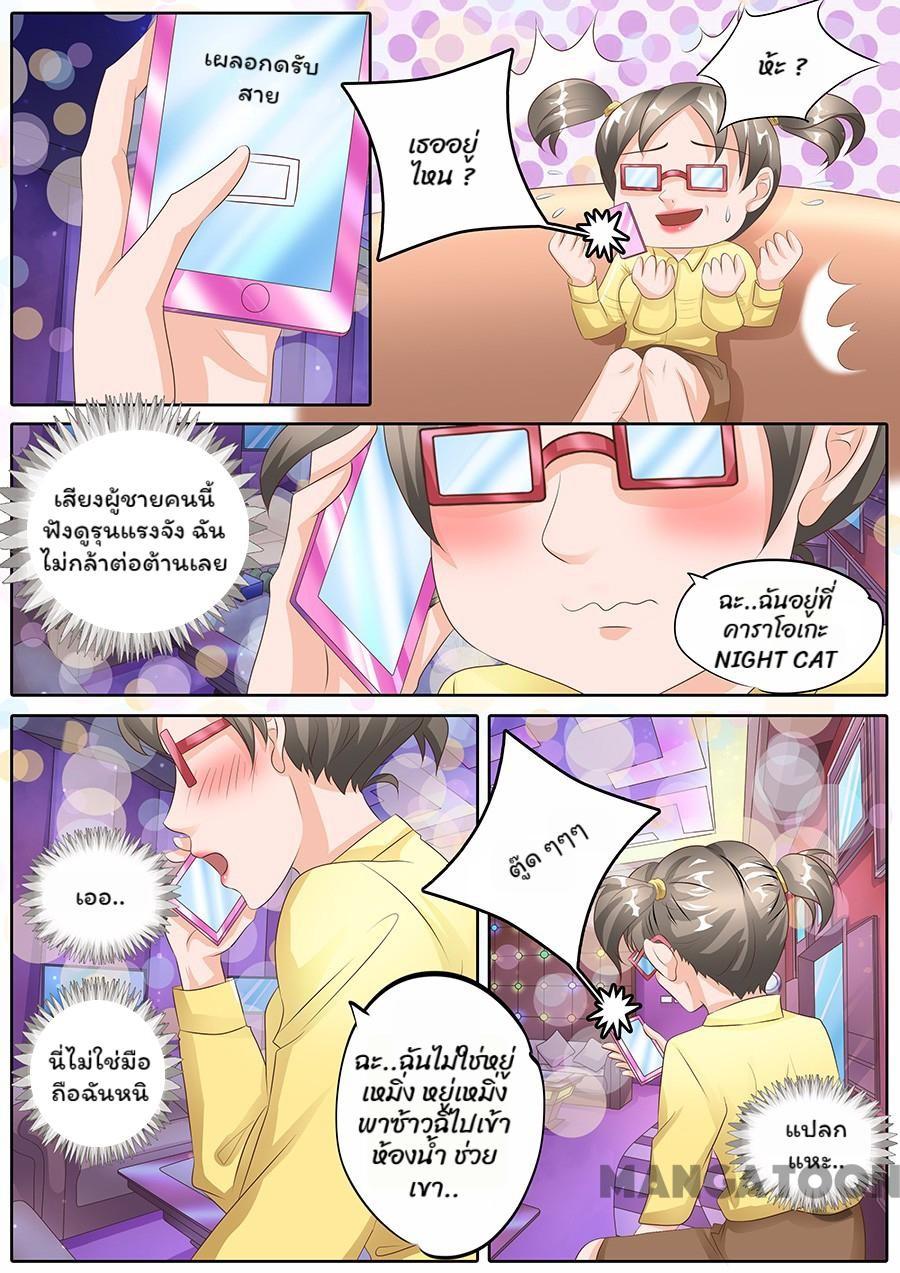 เผลอกดรับ
สาย
ห้ะ ?
เธออยู่
ไหน ?
เสียงผู้ชายคนนี้
ฟังดูรุนแรงจัง ฉัน
ไม่กล้าต่อต้านเลย
ฉะ..ฉันอยู่ที่
คาราโอเกะ
NIGHT CAT
เออ..
นี่ไม่ใช่มือ
ถือฉันหนิ
ฉะ..ฉันไม่ใช่หยู่
เหมิ่ง หยู่เหมิ่ง
พาซ้าวฉีไปเข้า
ห้องน้ำ ช่วย
เขา..
ตู๊ด ๆๆๆ
แปลก
แหะ..
MANGATOON